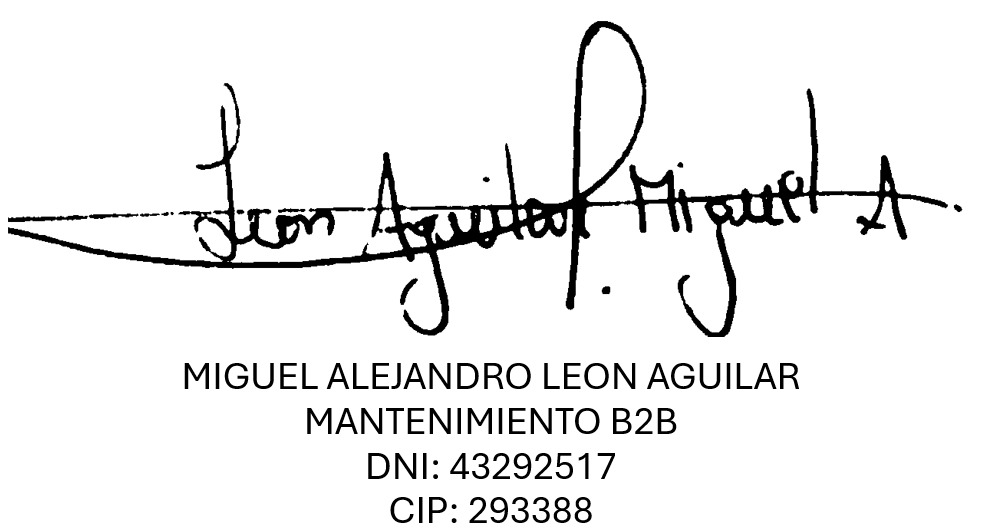 Leon Aguilar P. Miguel A.
MIGUEL ALEJANDRO LEON AGUILAR
MANTENIMIENTO B2B
DNI: 43292517
CIP: 293388